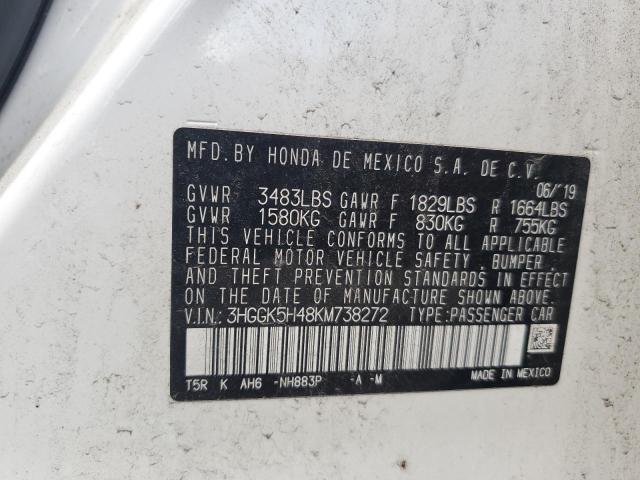 MFD. BY HONDA DE MEXICO S.A. DE C.V.
06/'19
GVWR 3483LBS GAWR F 1829LBS R 1664LBS
GVWR 1580KG GAWR F 830KG R 755KG
THIS VEHICLE CONFORMS TO ALL APPLICABLE
FEDERAL MOTOR VEHICLE SAFETY, BUMPER,
AND THEFT PREVENTION STANDARDS IN EFFECT
ON THE DATE OF MANUFACTURE SHOWN ABOVE.
V.I.N.: 3HGGK5H48KM738272 TYPE:PASSENGER CAR
T5R K AH6 -NH883P -A -M MADE IN MEXICO